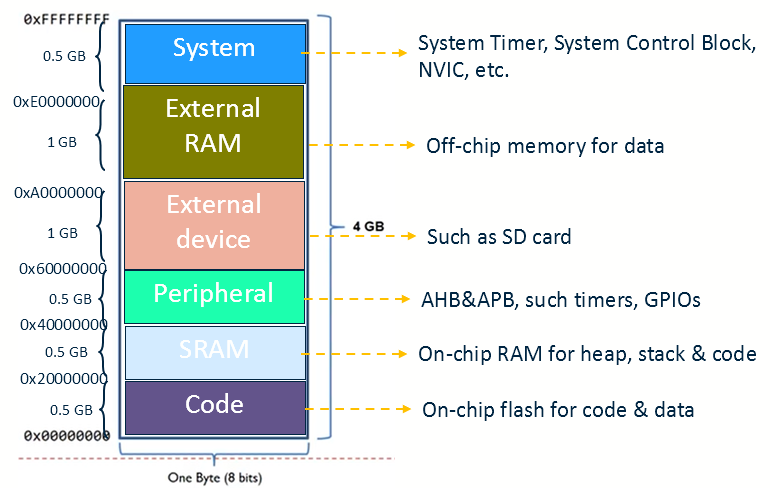 0xFFFFFFFF
System
0.5 GB
System Timer, System Control Block,
NVIC, etc.
0xE0000000
External
RAM
1 GB
Off-chip memory for data
0xA0000000
External
device
1 GB
4 GB
Such as SD card
0x60000000
Peripheral
0.5 GB
AHB&APB, such timers, GPIOs
0x40000000
SRAM
0.5 GB
On-chip RAM for heap, stack & code
0x20000000
Code
0.5 GB
On-chip flash for code & data
0x00000000
One Byte (8 bits)